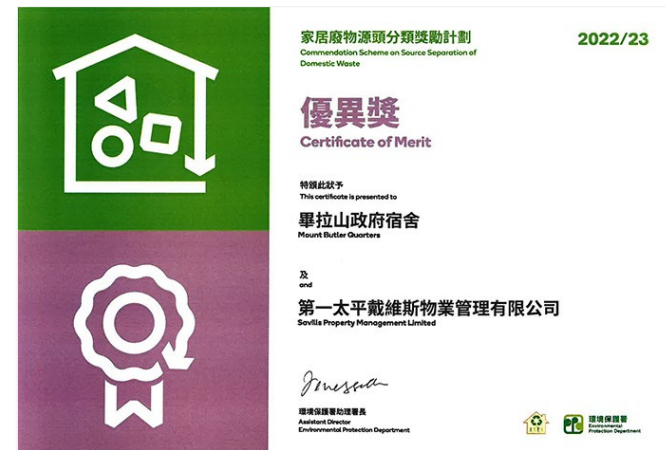 家居廢物源頭分類獎勵計劃
2022/23
Commendation Scheme on Source Separation of
Domestic Waste
優異獎
Certificate of Merit
特頒此狀予
This certificate is presented to
畢拉山政府宿舍
Mount Butler Quarters
及
and
第一太平戴維斯物業管理有限公司
Savills Property Management Limited
環境保護署助理署長
Assistant Director
Environmental Protection Department
環境保護署
Environmental
Protection Department